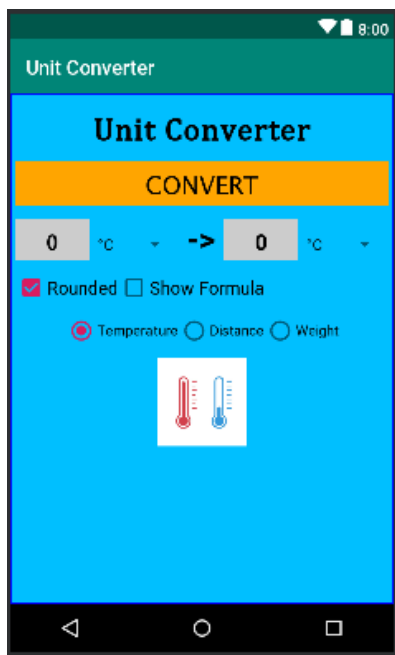 8:00
Unit Converter
Unit Converter
CONVERT
0 °C -> 0 °C
Rounded Show Formula
Temperature Distance Weight